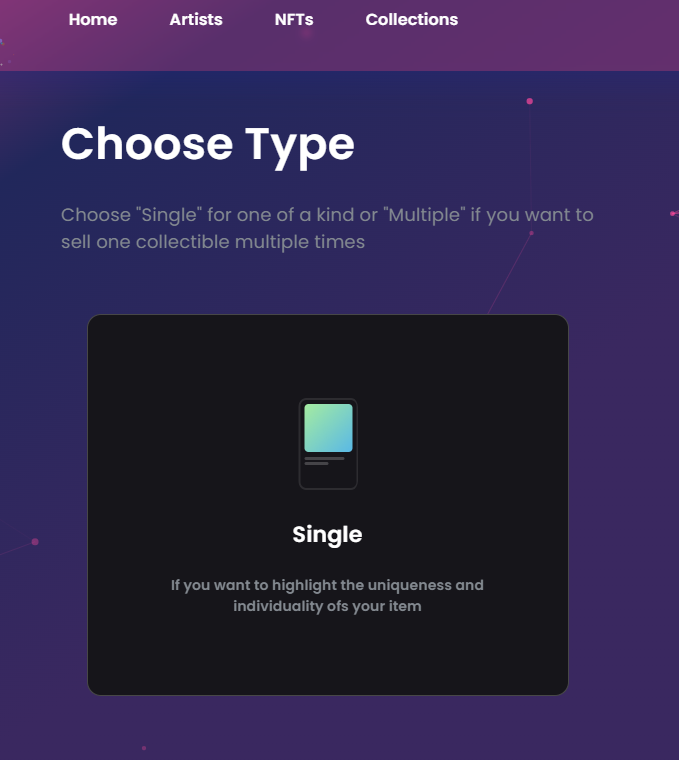 Home Artists NFTs Collections
Choose Type
Choose "Single" for one of a kind or "Multiple" if you want to
sell one collectible multiple times
Single
If you want to highlight the uniqueness and
individuality ofs your item